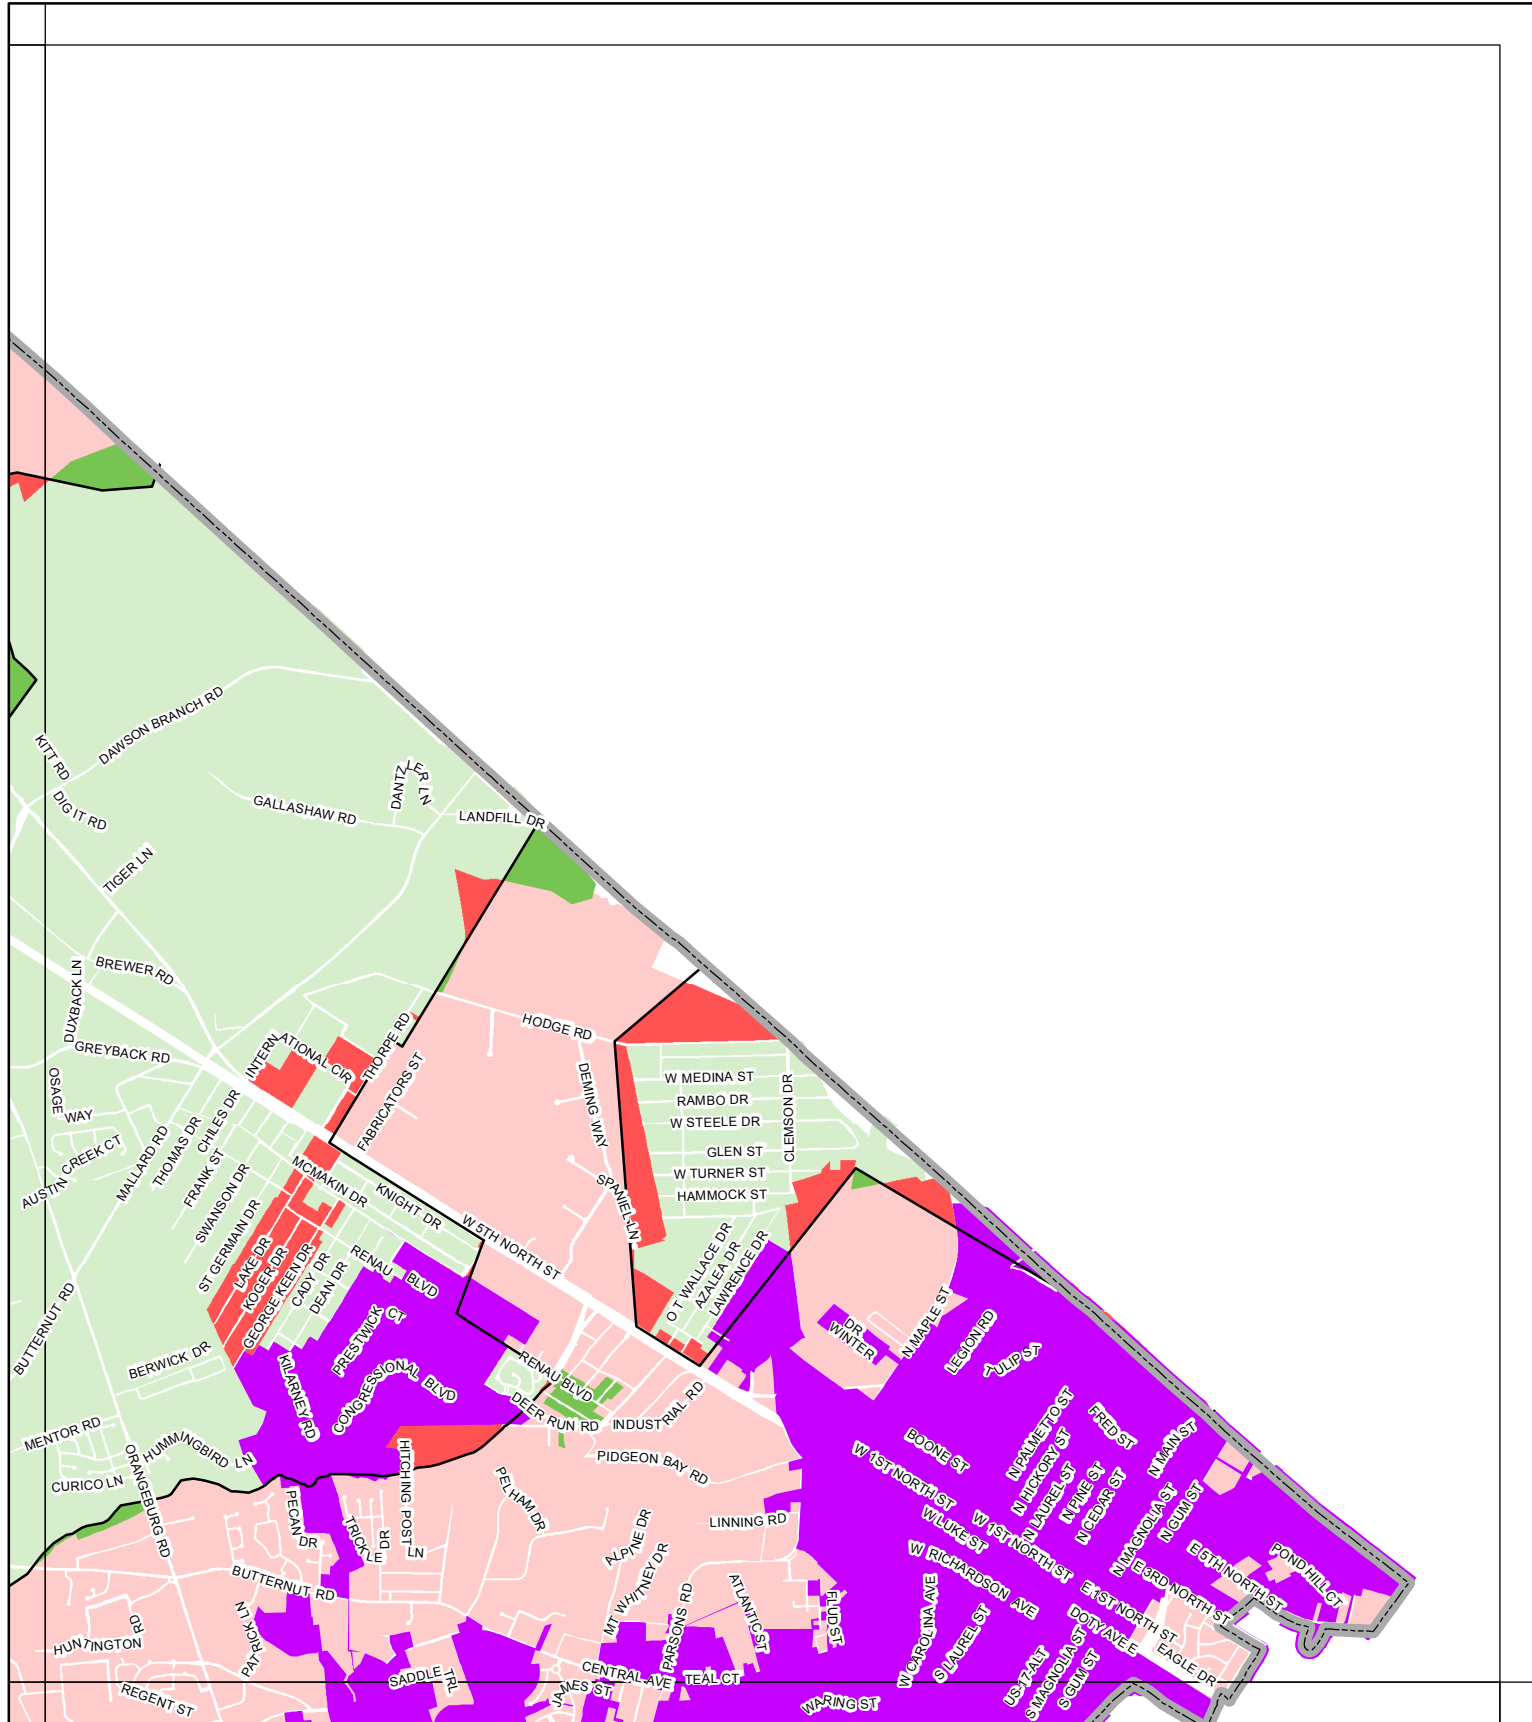 DAWSON BRANCH RD
KITT RD
DIG IT RD
GALLASHAW RD
DANTZLER LN
LANDFILL DR
TIGER LN
BREWER RD
DUXBACK LN
GREYBACK RD
OSAGE WAY
INTERNATIONAL CIR
THORPE RD
FABRICATORS ST
HODGE RD
DEMING WAY
SPANIEL LN
W MEDINA ST
RAMBO DR
W STEELE DR
GLEN ST
W TURNER ST
HAMMOCK ST
CLEMSON DR
AUSTIN CREEK CT
MALLARD RD
THOMAS DR
CHILES DR
FRANK ST
SWANSON DR
ST GERMAIN DR
MCMAKIN DR
KNIGHT DR
W 5TH NORTH ST
LAKE DR
KOGER DR
GEORGE KEEN DR
CADY DR
DEAN DR
RENAU BLVD
O T WALLACE DR
AZALEA DR
LAWRENCE DR
BUTTERNUT RD
BERWICK DR
PRESTWICK CT
KILARNEY RD
CONGRESSIONAL BLVD
RENAU BLVD
DEER RUN RD
INDUSTRIAL RD
WINTER DR
N MAPLE ST
LEGION RD
TULIP ST
MENTOR RD
HUMMINGBIRD LN
CURICO LN
ORANGEBURG RD
HITCHING POST LN
PIDGEON BAY RD
PELHAM DR
PECAN DR
TRICKLE DR
LINNING RD
ALPINE DR
MT WHITNEY DR
BOONE ST
W 1ST NORTH ST
W LUKE ST
W 1ST NORTH ST
W RICHARDSON AVE
N PALMETTO ST
N HICKORY ST
N LAUREL ST
N PINE ST
N CEDAR ST
FRED ST
N MAIN ST
N MAGNOLIA ST
N GUM ST
E 5TH NORTH ST
POND HILL CT
E 3RD NORTH ST
E 1ST NORTH ST
DOTY AVE E
EAGLE DR
BUTTERNUT RD
HUNTINGTON RD
PATRICK LN
REGENT ST
SADDLE TRL
JAMES ST
CENTRAL AVE
PARSONS RD
TEAL CT
ATLANTIC ST
FLUD ST
W CAROLINA AVE
S LAUREL ST
WARING ST
US-17-ALT
S MAGNOLIA ST
S GUM ST